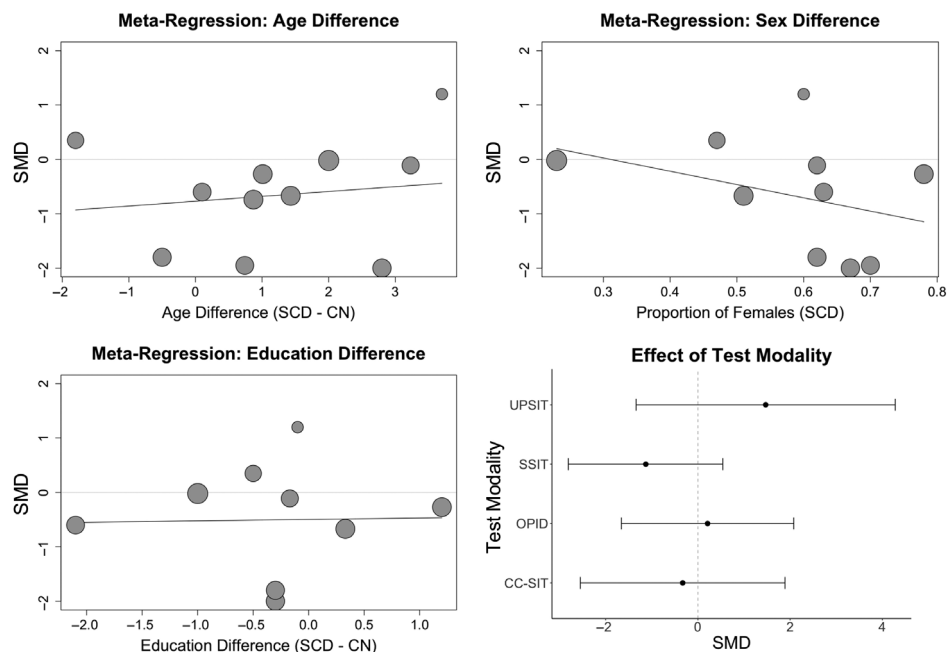 Meta-Regression: Age Difference
SMD
2
1
0
−1
−2
−2
−1
0
1
2
3
Age Difference (SCD - CN)
Meta-Regression: Sex Difference
SMD
2
1
0
−1
−2
0.3
0.4
0.5
0.6
0.7
0.8
Proportion of Females (SCD)
Meta-Regression: Education Difference
SMD
2
1
0
−1
−2
−2.0
−1.5
−1.0
−0.5
0.0
0.5
1.0
Education Difference (SCD - CN)
Effect of Test Modality
Test Modality
UPSIT
SSIT
OPID
CC-SIT
−2
0
2
4
SMD